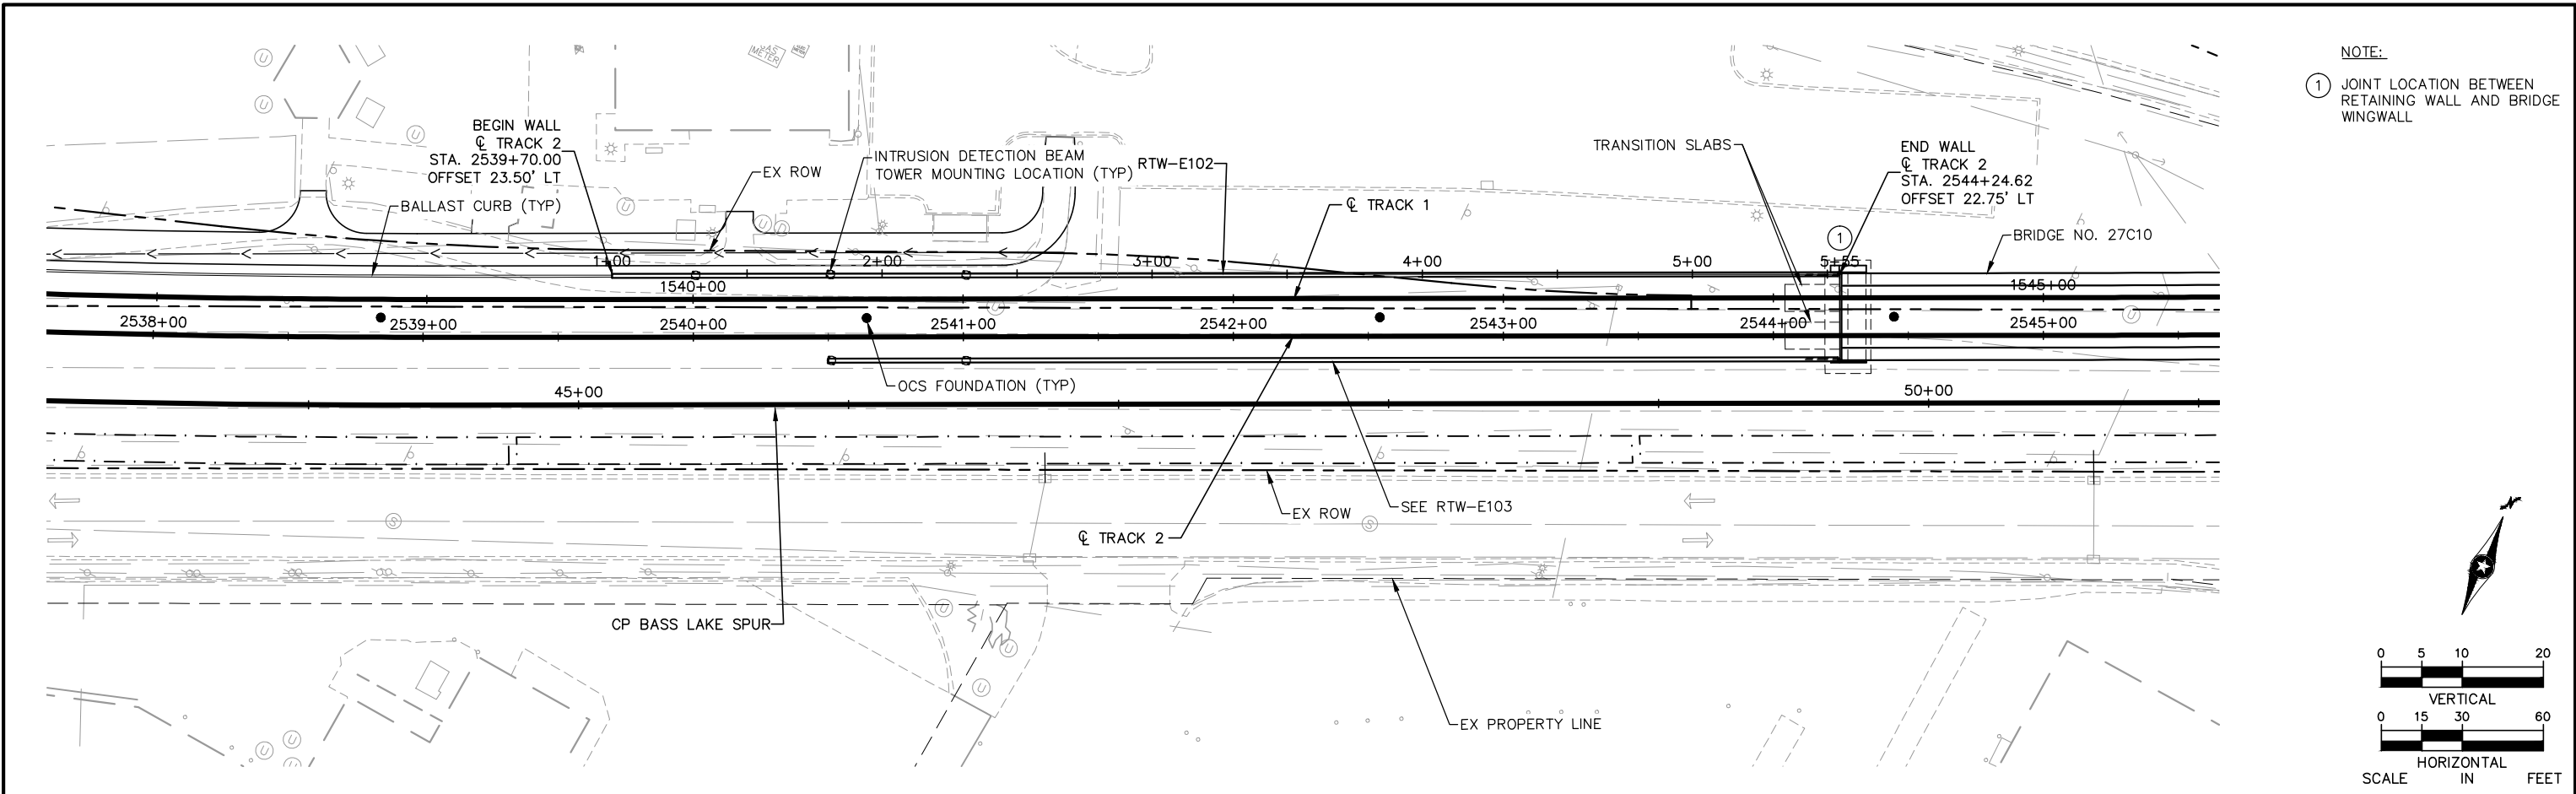 NOTE:
1 JOINT LOCATION BETWEEN
RETAINING WALL AND BRIDGE
WINGWALL
GAS
METER
BEGIN WALL
℄ TRACK 2
STA. 2539+70.00
OFFSET 23.50' LT
BALLAST CURB (TYP)
EX ROW
INTRUSION DETECTION BEAM
TOWER MOUNTING LOCATION (TYP)
RTW-E102
℄ TRACK 1
TRANSITION SLABS
END WALL
℄ TRACK 2
STA. 2544+24.62
OFFSET 22.75' LT
BRIDGE NO. 27C10
1
1+00 2+00 3+00 4+00 5+00 5+55
1540+00 1545+00
2538+00 2539+00 2540+00 2541+00 2542+00 2543+00 2544+00 2545+00
OCS FOUNDATION (TYP)
45+00 50+00
EX ROW
SEE RTW-E103
℄ TRACK 2
CP BASS LAKE SPUR
EX PROPERTY LINE
U
U
U
U
U
D
U
U
S
S
U
U
U
U
U
U
N
0 5 10 20
VERTICAL
0 15 30 60
HORIZONTAL
SCALE IN FEET